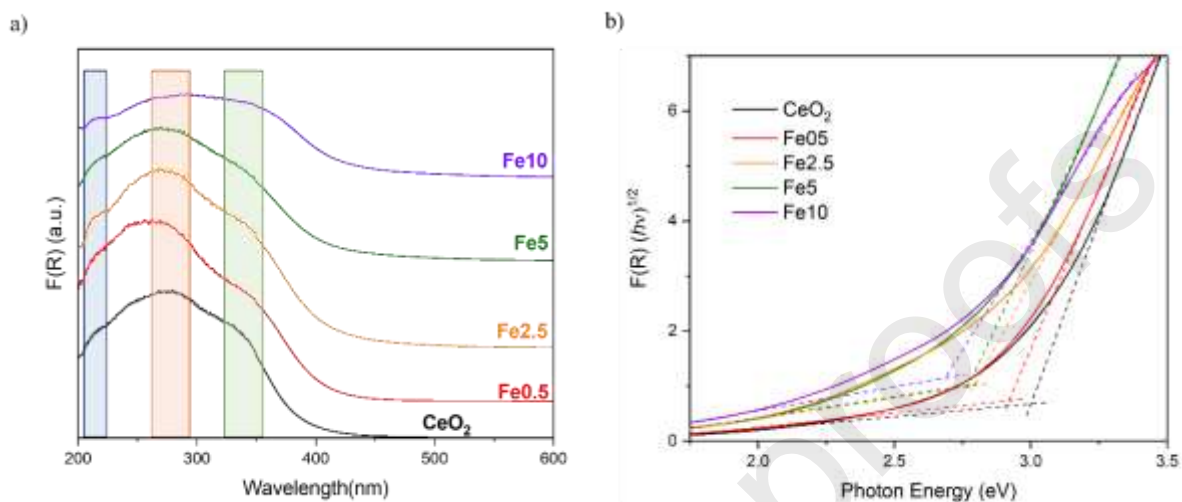 a)
F(R) (a.u.)
Fe10
Fe5
Fe2.5
Fe0.5
CeO₂
200 300 400 500 600
Wavelength(nm)
b)
F(R) (hν)^1/2
6
4
2
0
CeO₂
Fe05
Fe2.5
Fe5
Fe10
2.0 2.5 3.0 3.5
Photon Energy (eV)
proofs